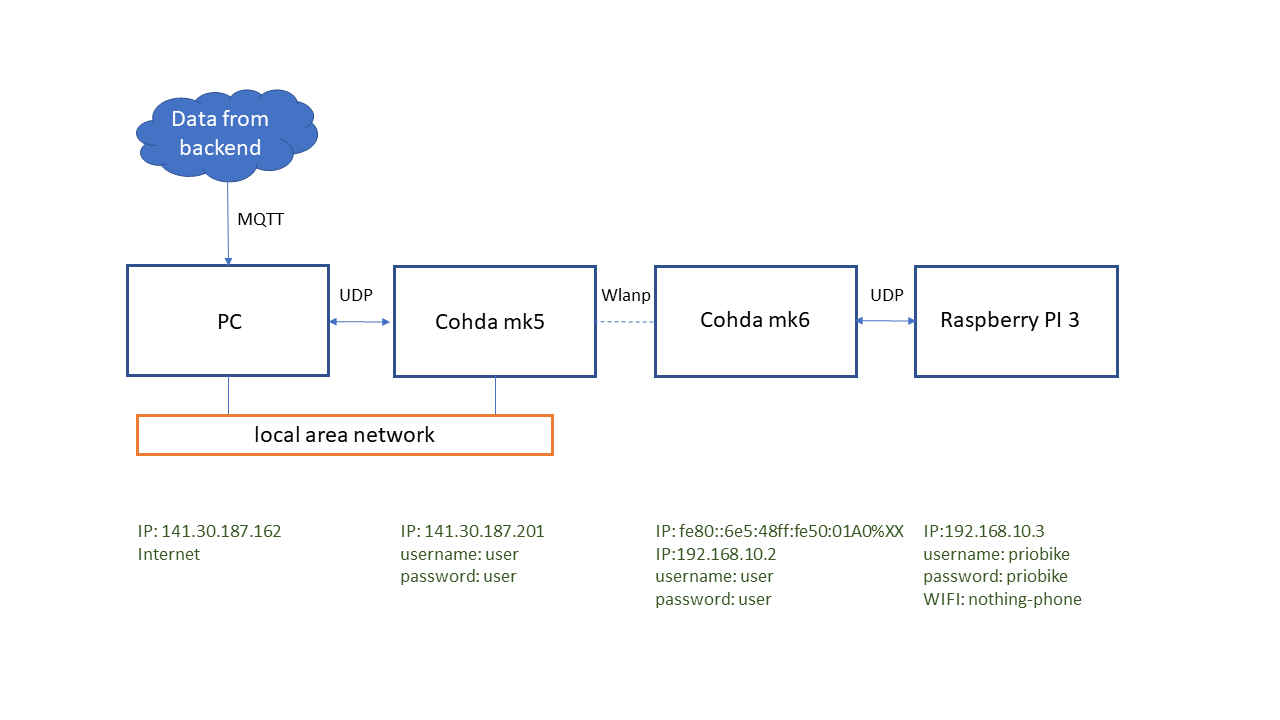 Data from
backend
MQTT
UDP
Wlanp
UDP
PC
Cohda mk5
Cohda mk6
Raspberry PI 3
local area network
IP: 141.30.187.162
Internet
IP: 141.30.187.201
username: user
password: user
IP: fe80::6e5:48ff:fe50:01A0%XX
IP:192.168.10.2
username: user
password: user
IP:192.168.10.3
username: priobike
password: priobike
WIFI: nothing-phone